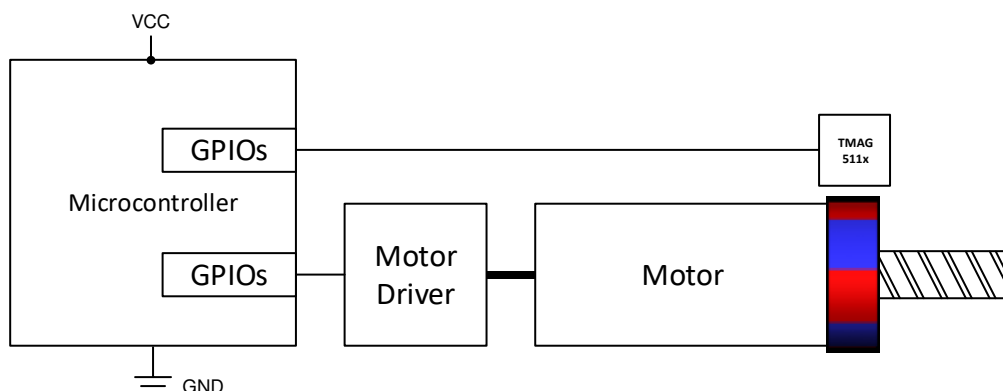 VCC
GPIOs
TMAG
511x
Microcontroller
GPIOs
Motor
Driver
Motor
GND